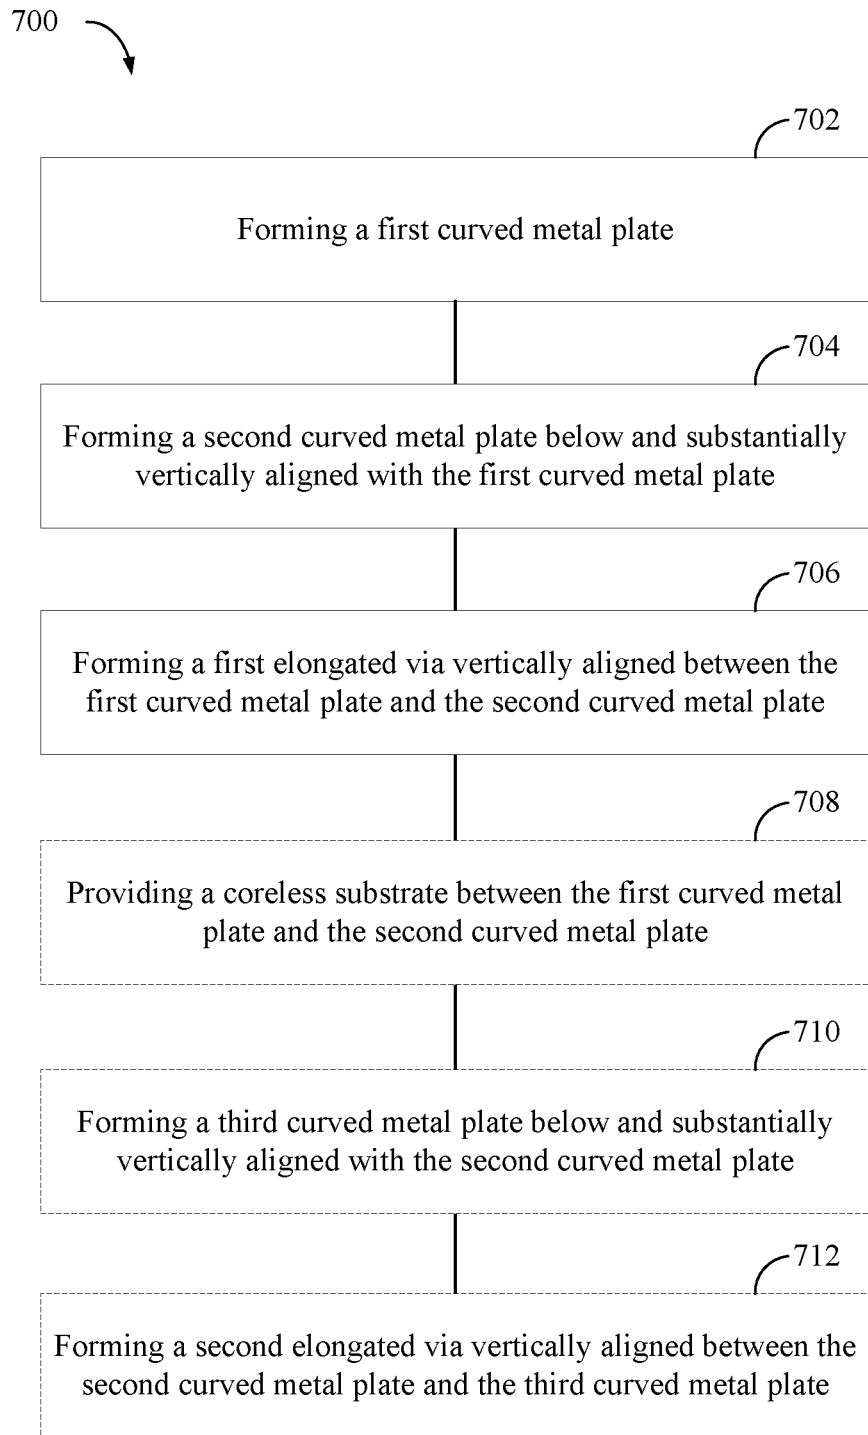 700
702
Forming a first curved metal plate
704
Forming a second curved metal plate below and substantially
vertically aligned with the first curved metal plate
706
Forming a first elongated via vertically aligned between the
first curved metal plate and the second curved metal plate
708
Providing a coreless substrate between the first curved metal
plate and the second curved metal plate
710
Forming a third curved metal plate below and substantially
vertically aligned with the second curved metal plate
712
Forming a second elongated via vertically aligned between the
second curved metal plate and the third curved metal plate